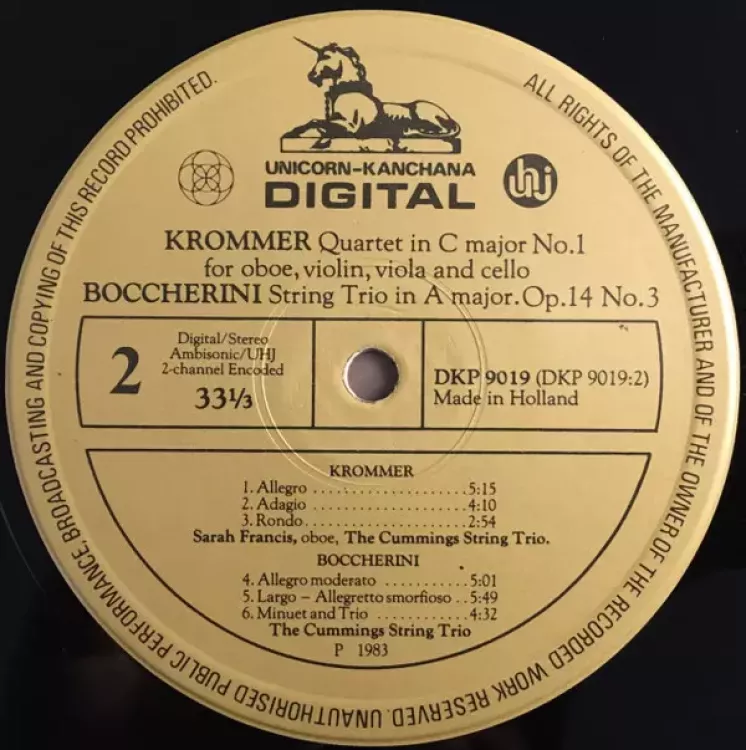 BROADCASTING AND COPYING OF THIS RECORD PROHIBITED.
ALL RIGHTS OF THE MANUFACTURER AND OF THE OWNER OF THE RECORDED WORK RESERVED. UNAUTHORISED PUBLIC PERFORMANCE,
UNICORN-KANCHANA
DIGITAL
uhj
KROMMER Quartet in C major No.1
for oboe, violin, viola and cello
BOCCHERINI String Trio in A major. Op.14 No.3
2
Digital/Stereo
Ambisonic/UHJ
2-channel Encoded
33⅓
DKP 9019 (DKP 9019:2)
Made in Holland
KROMMER
1. Allegro ..................... 5:15
2. Adagio ..................... 4:10
3. Rondo ..................... 2:54
Sarah Francis, oboe, The Cummings String Trio.
BOCCHERINI
4. Allegro moderato .......... 5:01
5. Largo – Allegretto smorfioso .. 5:49
6. Minuet and Trio ........... 4:32
The Cummings String Trio
P 1983